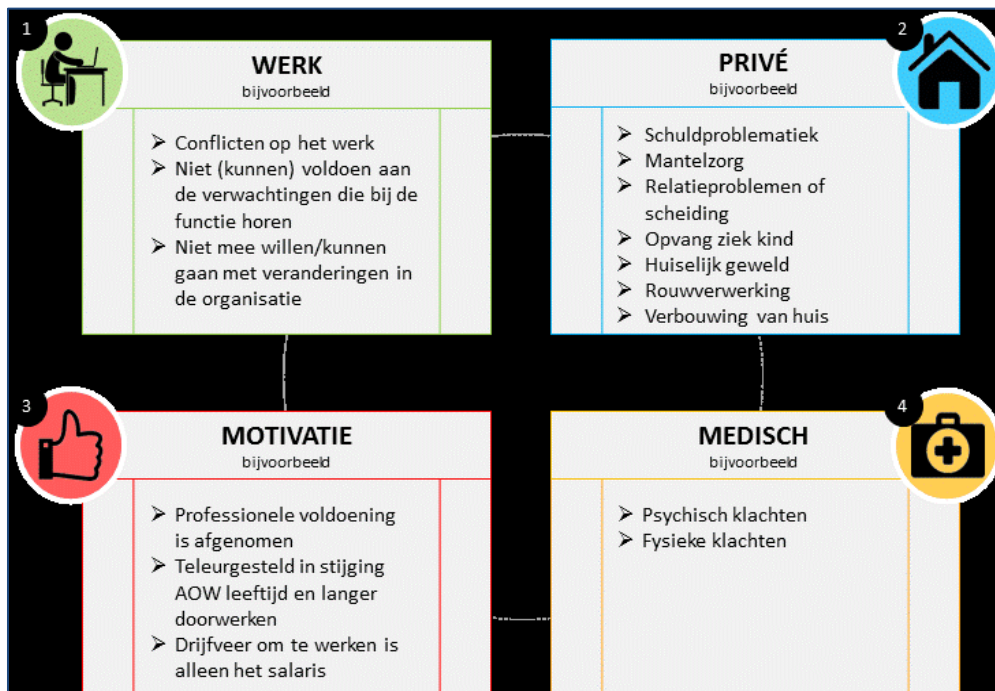 1
WERK
bijvoorbeeld
➢ Conflicten op het werk
➢ Niet (kunnen) voldoen aan
de verwachtingen die bij de
functie horen
➢ Niet mee willen/kunnen
gaan met veranderingen in
de organisatie
2
PRIVÉ
bijvoorbeeld
➢ Schuldproblematiek
➢ Mantelzorg
➢ Relatieproblemen of
scheiding
➢ Opvang ziek kind
➢ Huiselijk geweld
➢ Rouwverwerking
➢ Verbouwing van huis
3
MOTIVATIE
bijvoorbeeld
➢ Professionele voldoening
is afgenomen
➢ Teleurgesteld in stijging
AOW leeftijd en langer
doorwerken
➢ Drijfveer om te werken is
alleen het salaris
4
MEDISCH
bijvoorbeeld
➢ Psychisch klachten
➢ Fysieke klachten